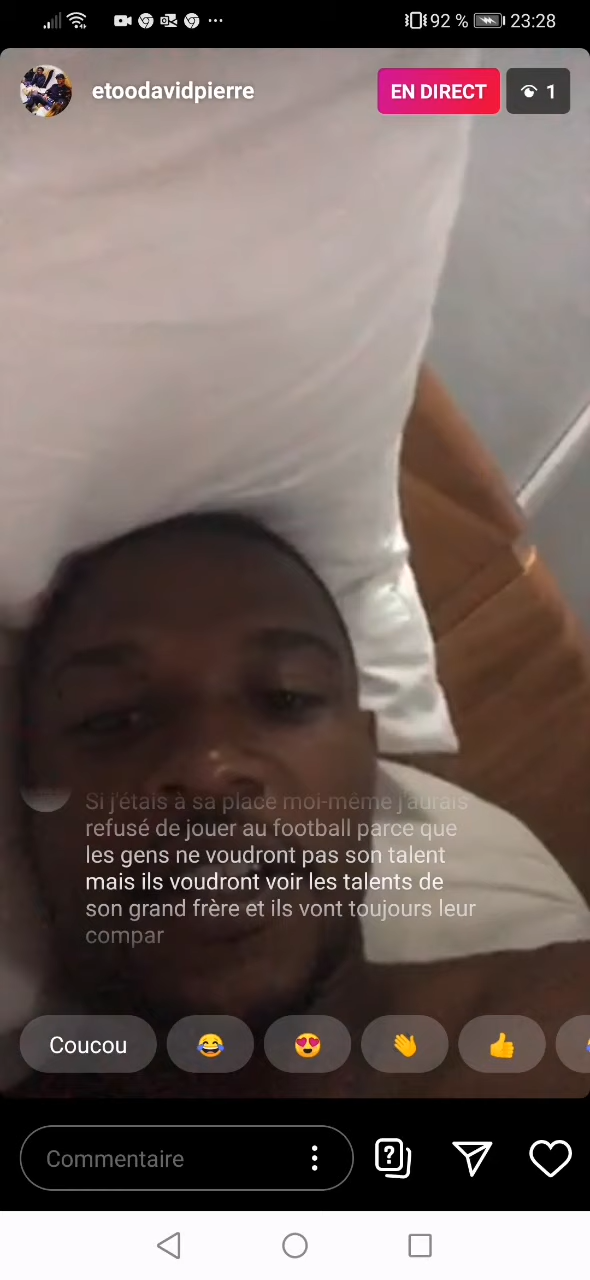 92 % 23:28
etoodavidpierre
EN DIRECT
1
Si j'étais à sa place moi-même j'aurais
refusé de jouer au football parce que
les gens ne voudront pas son talent
mais ils voudront voir les talents de
son grand frère et ils vont toujours leur
compar
Coucou
Commentaire